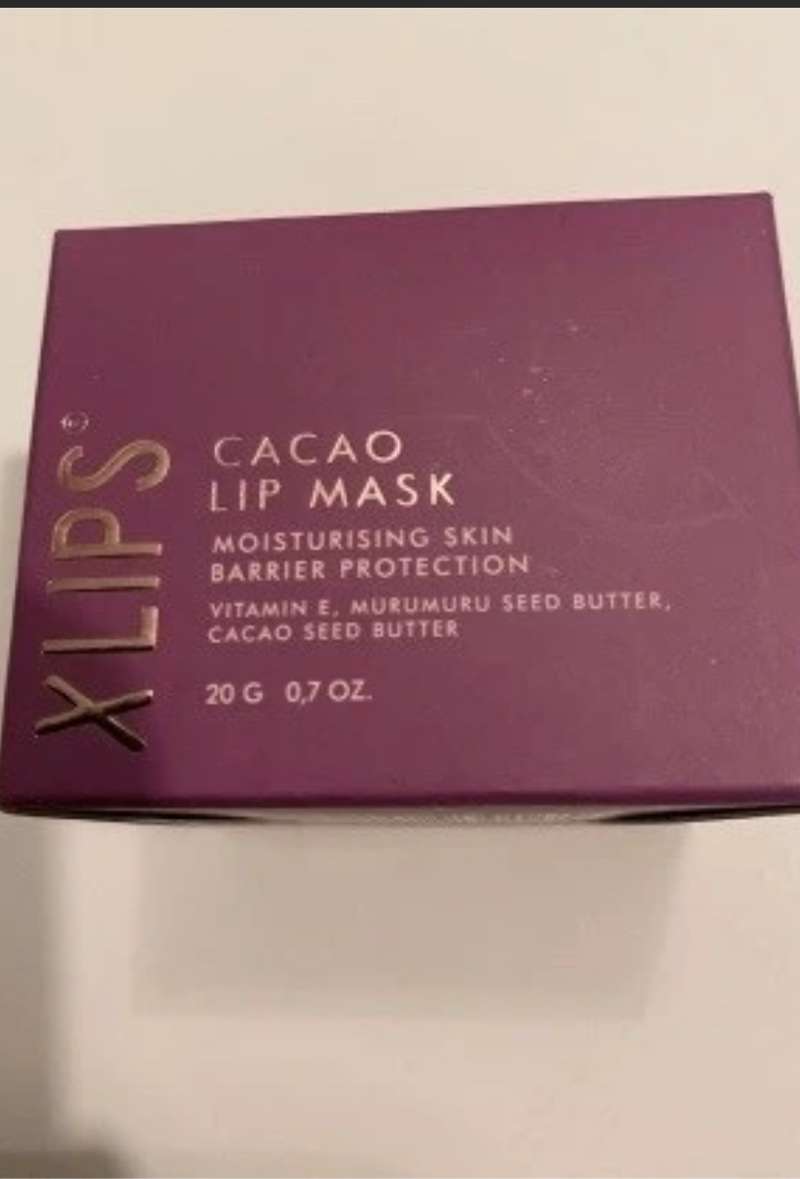 XLIPS
CACAO
LIP MASK
MOISTURISING SKIN
BARRIER PROTECTION
VITAMIN E, MURUMURU SEED BUTTER,
CACAO SEED BUTTER
20 G 0,7 OZ.